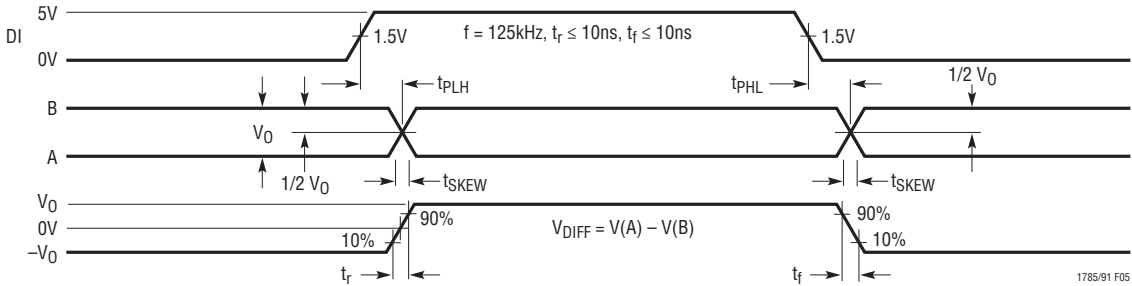 5V
DI
0V
1.5V
f = 125kHz, tr ≤ 10ns, tf ≤ 10ns
1.5V
tPLH
tPHL
1/2 VO
B
VO
A
1/2 VO
tSKEW
tSKEW
VO
0V
–VO
90%
10%
VDIFF = V(A) – V(B)
90%
10%
tr
tf
1785/91 F05